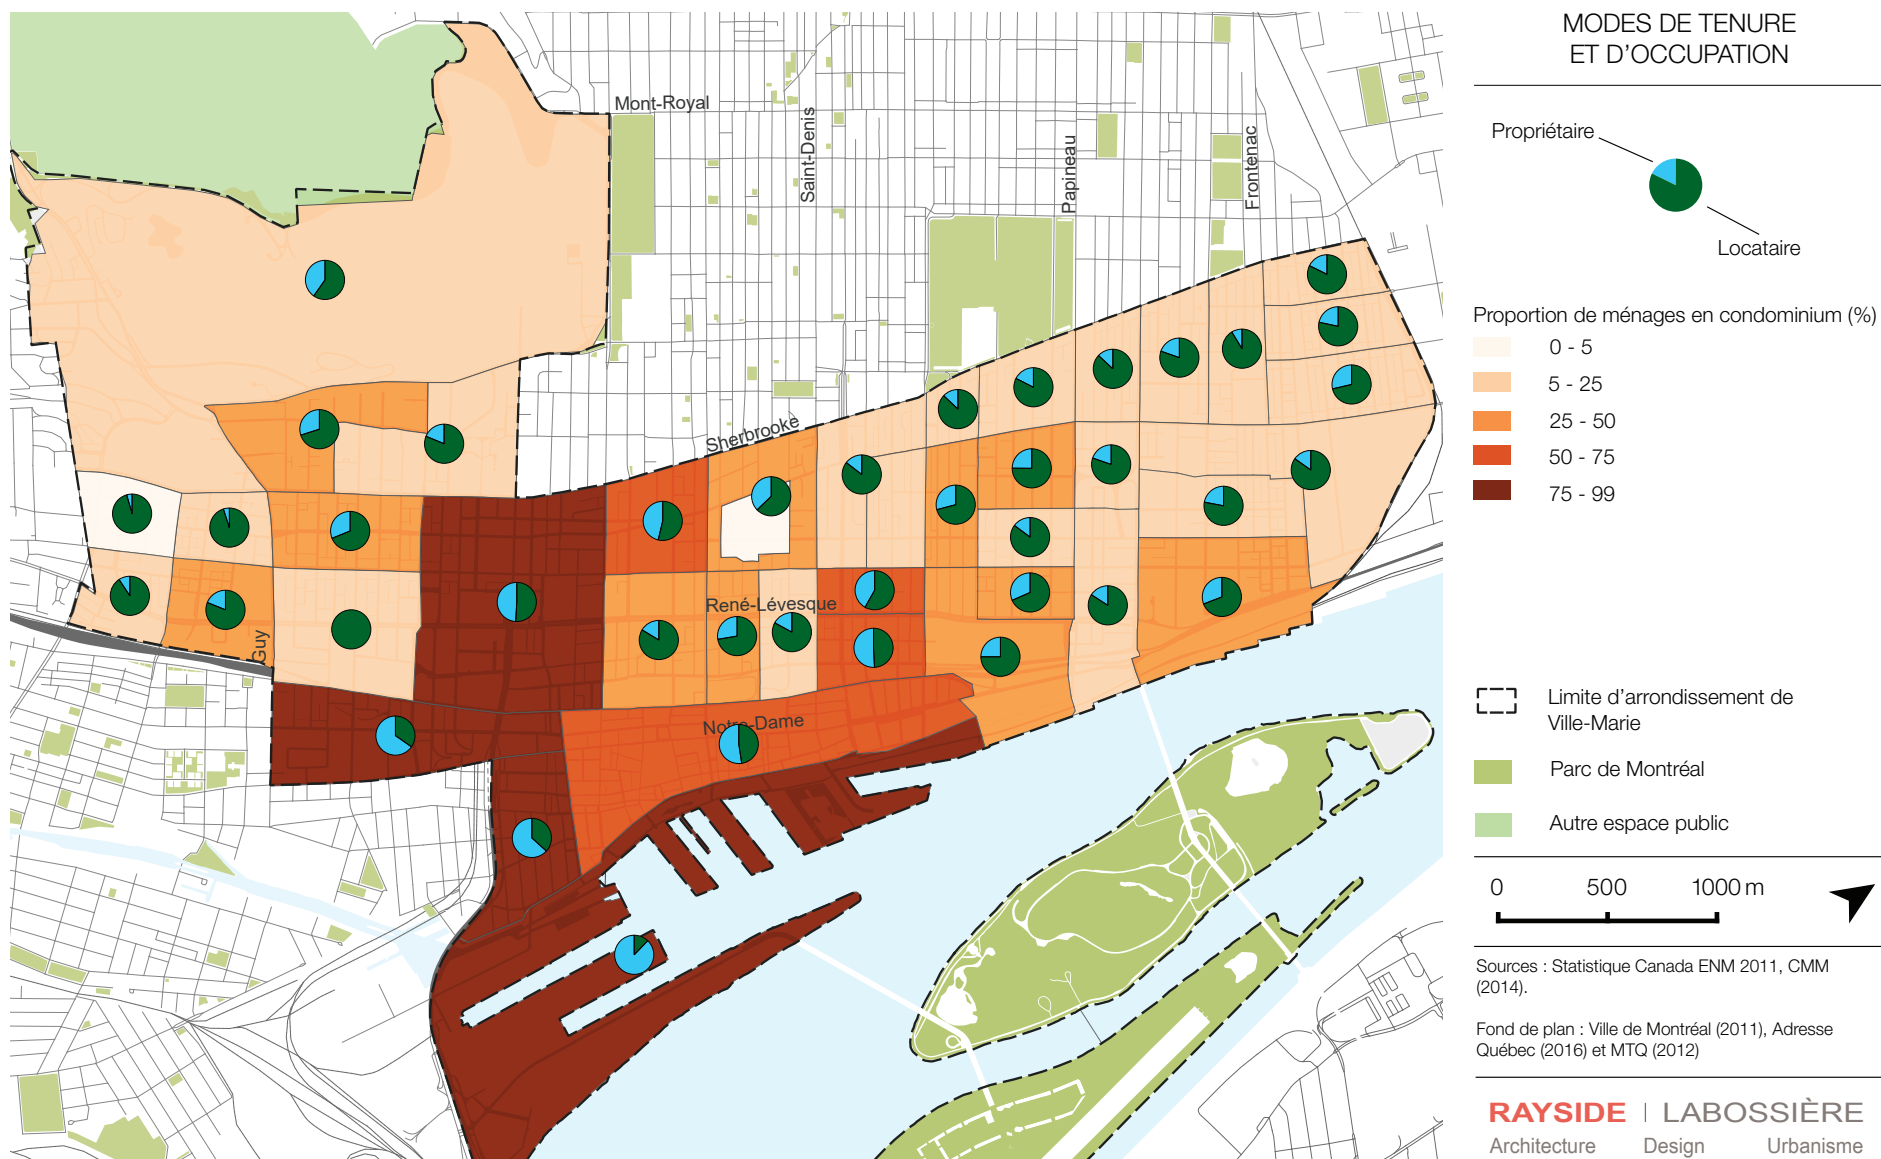 MODES DE TENURE
ET D'OCCUPATION
Propriétaire
Locataire
Proportion de ménages en condominium (%)
0 - 5
5 - 25
25 - 50
50 - 75
75 - 99
Limite d'arrondissement de
Ville-Marie
Parc de Montréal
Autre espace public
0 500 1000 m
Sources : Statistique Canada ENM 2011, CMM
(2014).
Fond de plan : Ville de Montréal (2011), Adresse
Québec (2016) et MTQ (2012)
RAYSIDE | LABOSSIÈRE
Architecture Design Urbanisme
Mont-Royal
Saint-Denis
Papineau
Frontenac
Sherbrooke
René-Lévesque
Guy
Notre-Dame